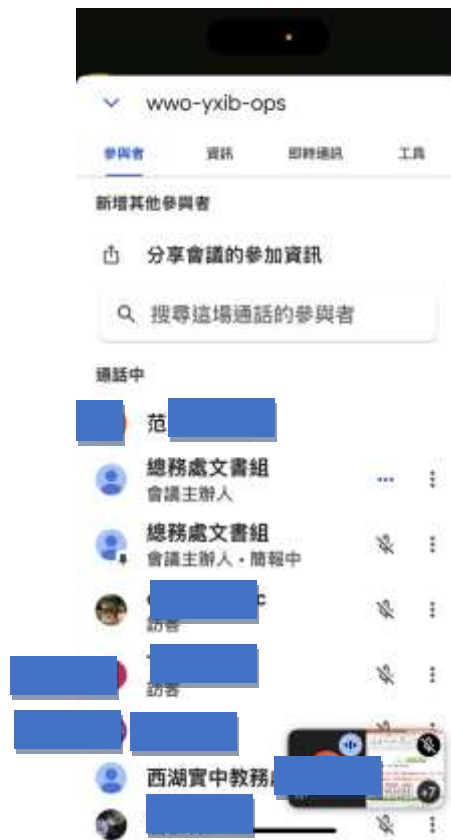 wwo-yxib-ops
參與者 資訊 即時通訊 工具
新增其他參與者
分享會議的參加資訊
搜尋這場通話的參與者
通話中
范
總務處文書組
會議主辦人
總務處文書組
會議主辦人・簡報中
c
訪客
訪客
西湖實中教務
+7